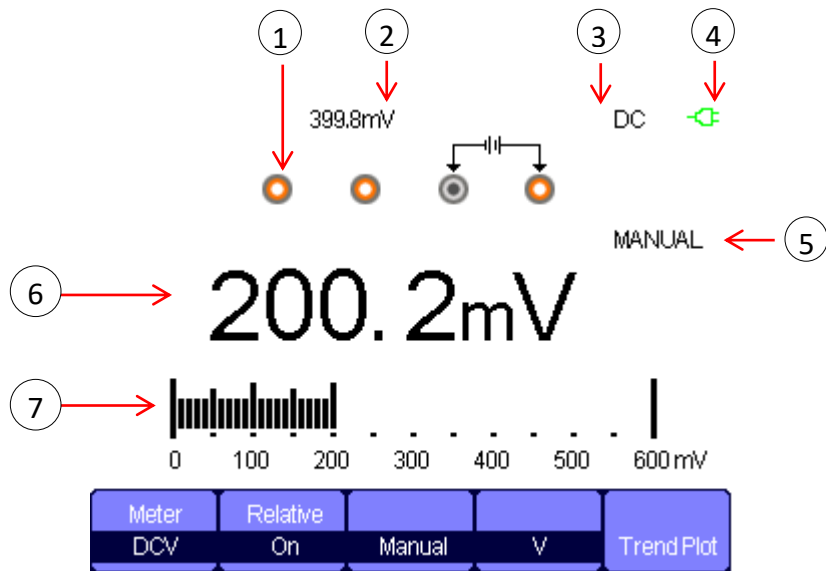 1 2 3 4
399.8mV DC
MANUAL 5
6 200.2mV
7
0 100 200 300 400 500 600 mV
Meter Relative
DCV On Manual V Trend Plot